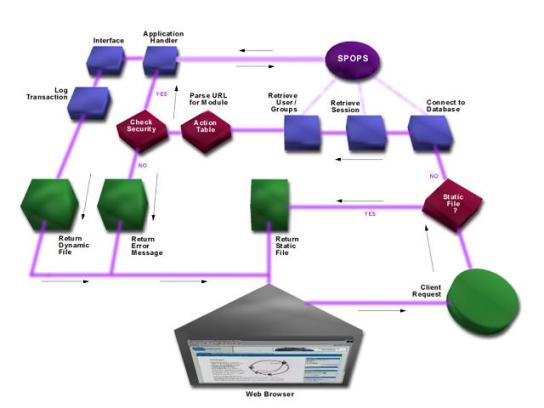 Interface
Application
Handler
SPOPS
Log
Transaction
YES
Parse URL
for Module
Retrieve
User /
Groups
Retrieve
Session
Connect to
Database
Check
Security
Action
Table
NO
NO
Static
File
?
YES
Return
Dynamic
File
Return
Error
Message
Return
Static
File
Client
Request
Web Browser